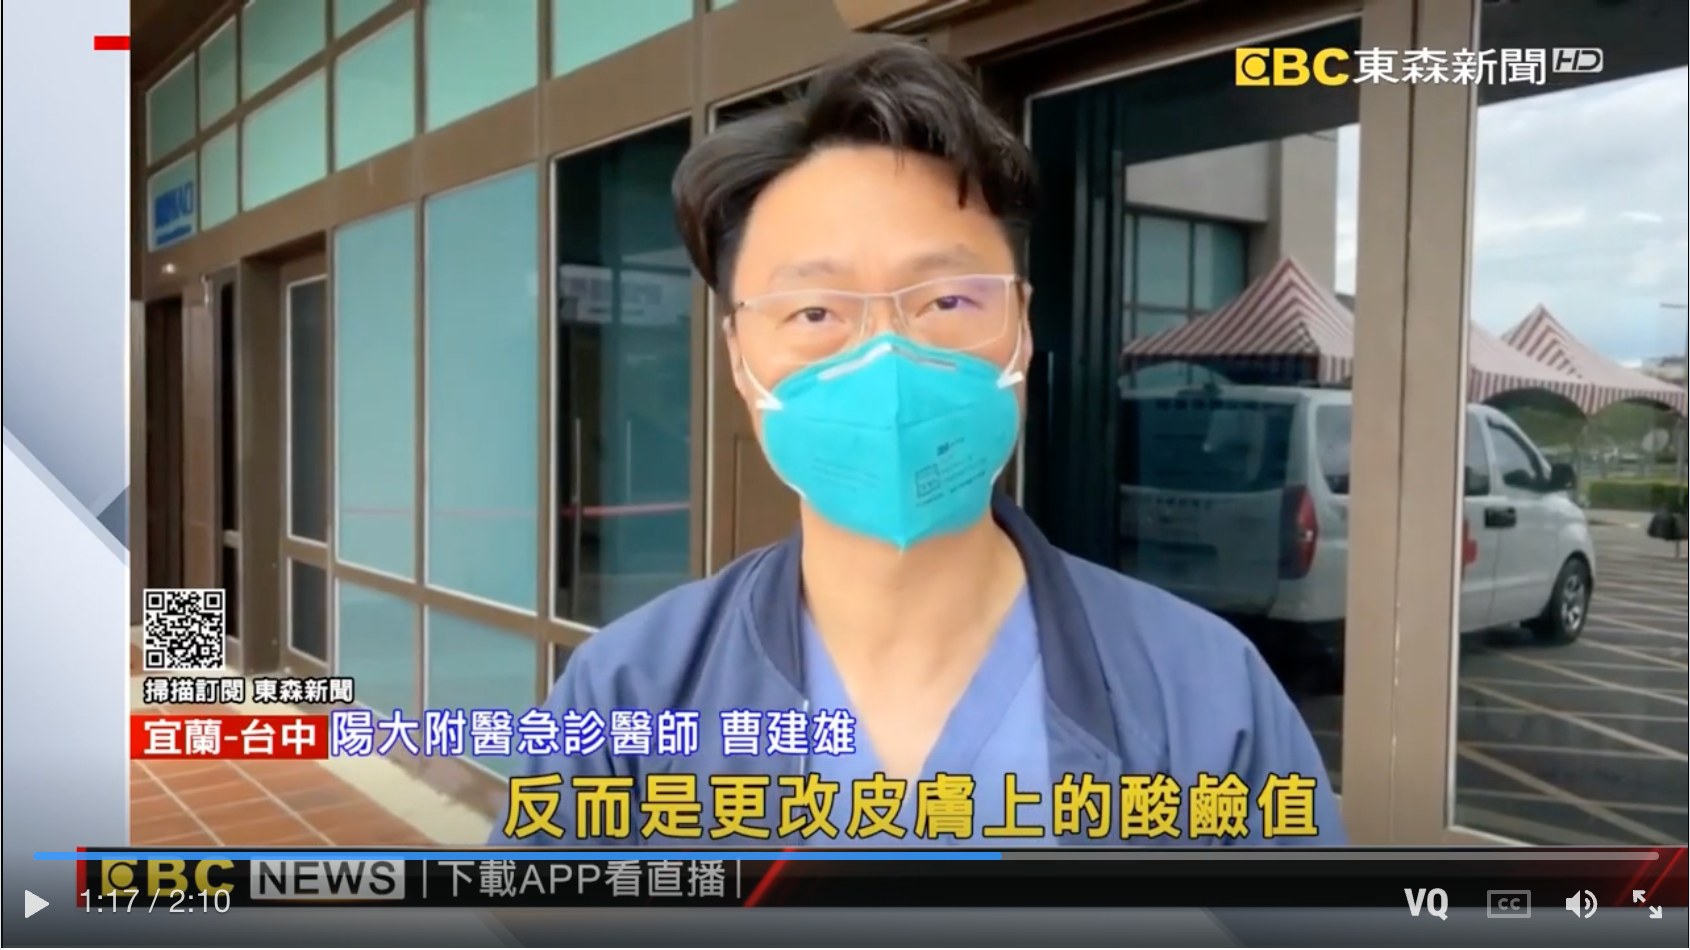 EBC東森新聞HD
掃描訂閱 東森新聞
宜蘭-台中 陽大附醫急診醫師 曹建雄
反而是更改皮膚上的酸鹼值
EBC NEWS 下載APP看直播
1:17 / 2:10 VQ CC